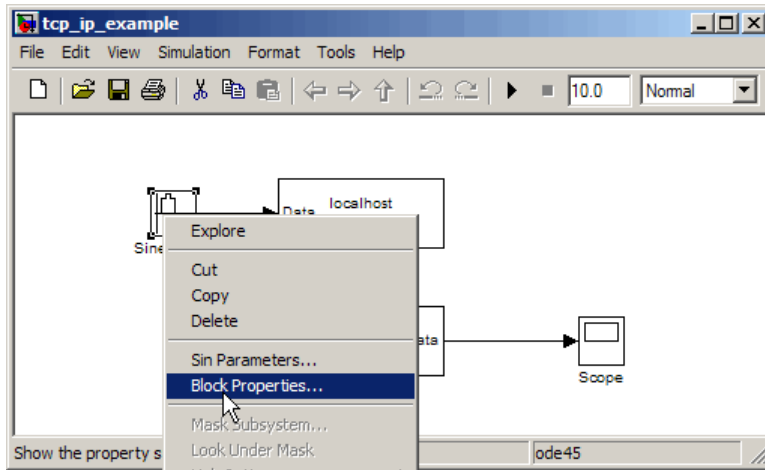 tcp_ip_example
File Edit View Simulation Format Tools Help
10.0 Normal
localhost
Data
Sine
Explore
Cut
Copy
Delete
Sin Parameters...
Block Properties...
Mask Subsystem...
Look Under Mask
ata
Scope
Show the property s
ode45